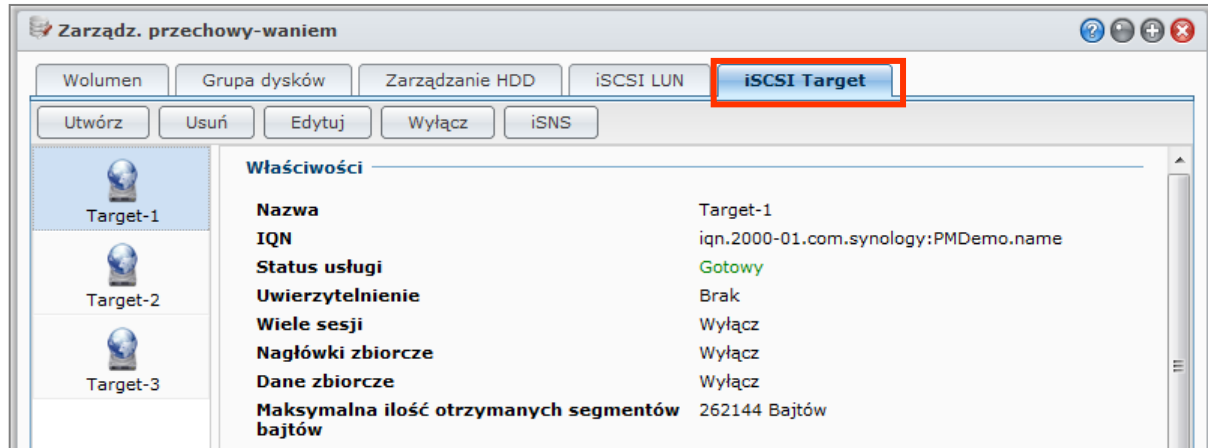 Zarządz. przechowy-waniem
Wolumen Grupa dysków Zarządzanie HDD iSCSI LUN iSCSI Target
Utwórz Usuń Edytuj Wyłącz iSNS
Target-1
Target-2
Target-3
Właściwości
Nazwa Target-1
IQN iqn.2000-01.com.synology:PMDemo.name
Status usługi Gotowy
Uwierzytelnienie Brak
Wiele sesji Wyłącz
Nagłówki zbiorcze Wyłącz
Dane zbiorcze Wyłącz
Maksymalna ilość otrzymanych segmentów 262144 Bajtów
bajtów